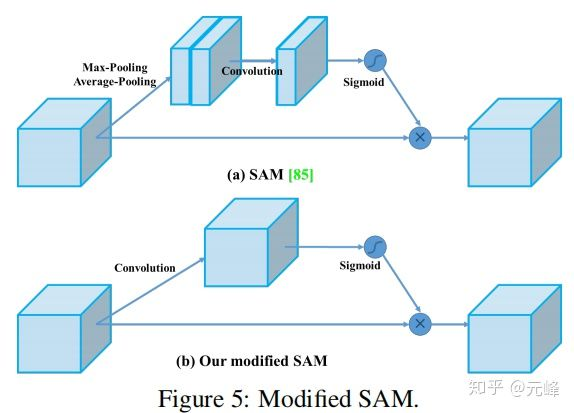 Max-Pooling
Average-Pooling
Convolution
Sigmoid
(a) SAM [85]
Convolution
Sigmoid
(b) Our modified SAM
Figure 5: Modified SAM.
知乎 @元峰